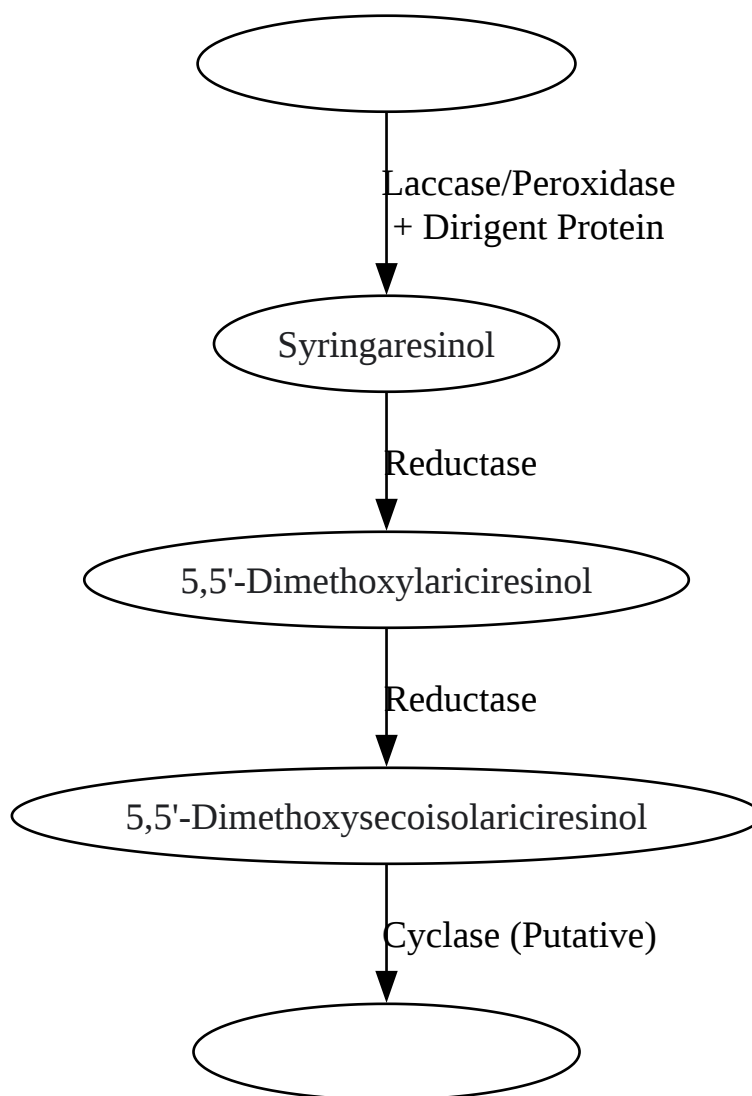 Laccase/Peroxidase
+ Dirigent Protein
Syringaresinol
Reductase
5,5'-Dimethoxylariciresinol
Reductase
5,5'-Dimethoxysecoisolariciresinol
Cyclase (Putative)